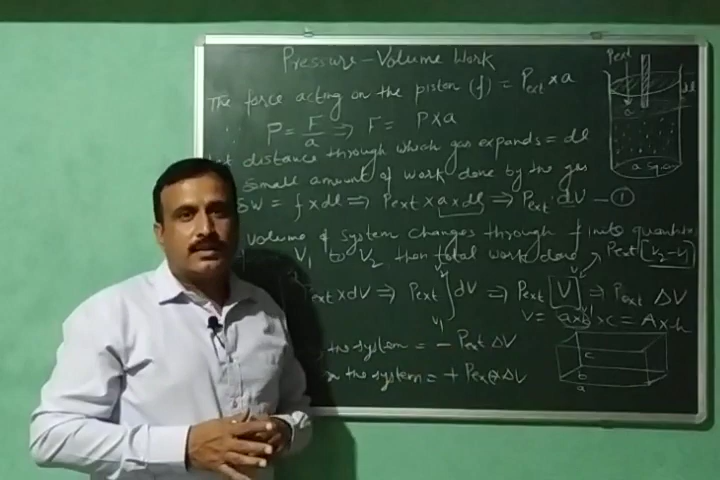 Pressure - Volume Work
The force acting on the piston (f) = Pext × a
P = F/a ⟹ F = P × a
distance through which gas expands = dl
small amount of work done by the gas
δw = f × dl ⟹ Pext × a × dl ⟹ Pext · dV — ①
volume of system changes through finite quantity
V1 to V2 then total work done
Pext [V2 - V1]
Pext × dV ⟹ Pext ∫ dV ⟹ Pext [V] ⟹ Pext ΔV
V2
V1
V = a×b × c = A × h
the system = - Pext ΔV
the system = + Pext × ΔV
Pext
dl
a
c
b
a